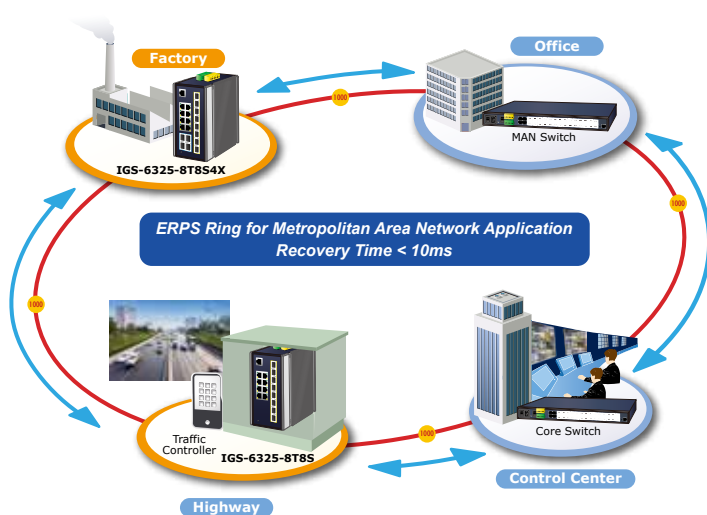 Factory
Office
1000
1000
MAN Switch
IGS-6325-8T8S4X
1000
ERPS Ring for Metropolitan Area Network Application
Recovery Time < 10ms
1000
Traffic
Controller
IGS-6325-8T8S
Core Switch
1000
Highway
Control Center